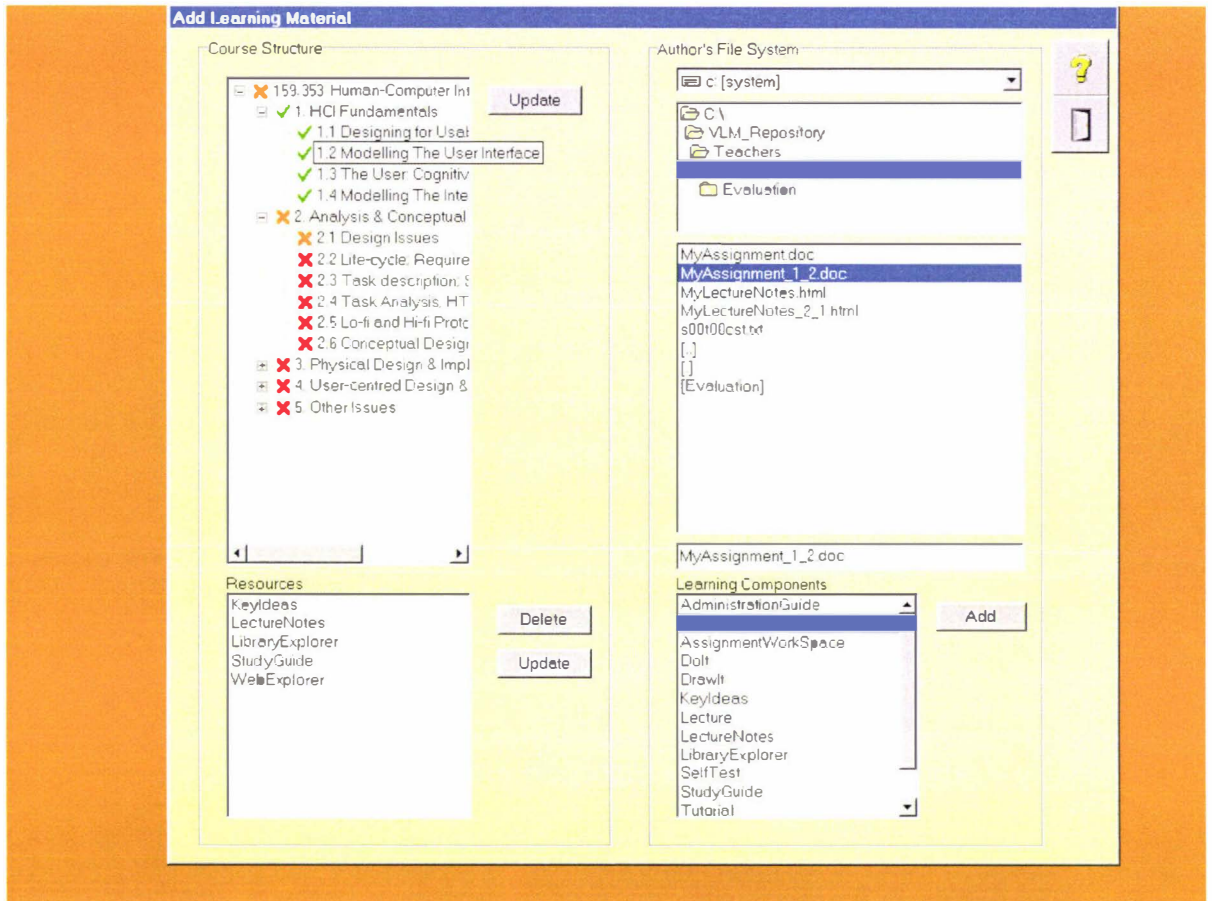 Add Learning Material
Course Structure
159.353 Human-Computer Int
1. HCI Fundamentals
1.1 Designing for Usab
1.2 Modelling The User Interface
1.3 The User: Cognitiv
1.4 Modelling The Inte
2. Analysis & Conceptual
2.1 Design Issues
2.2 Life-cycle: Require
2.3 Task description: S
2.4 Task Analysis: HT
2.5 Lo-fi and Hi-fi Proto
2.6 Conceptual Design
3. Physical Design & Impl
4. User-centred Design &
5. Other Issues
Update
Resources
KeyIdeas
LectureNotes
LibraryExplorer
StudyGuide
WebExplorer
Delete
Update
Author's File System
c: [system]
C:\
VLM_Repository
Teachers
Evaluation
MyAssignment.doc
MyAssignment_1_2.doc
MyLectureNotes.html
MyLectureNotes_2_1.html
s00t00cst.txt
[..]
[.]
[Evaluation]
MyAssignment_1_2.doc
Learning Components
AdministrationGuide
AssignmentWorkSpace
DoIt
DrawIt
KeyIdeas
Lecture
LectureNotes
LibraryExplorer
SelfTest
StudyGuide
Tutorial
Add
?